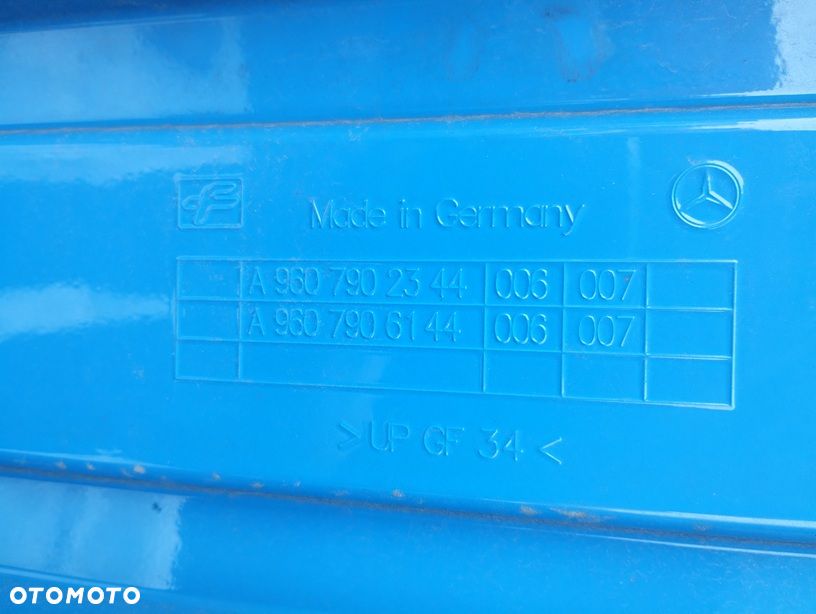 Made in Germany
A 960 790 23 44 006 007
A 960 790 61 44 006 007
>UP GF 34<
OTOMOTO